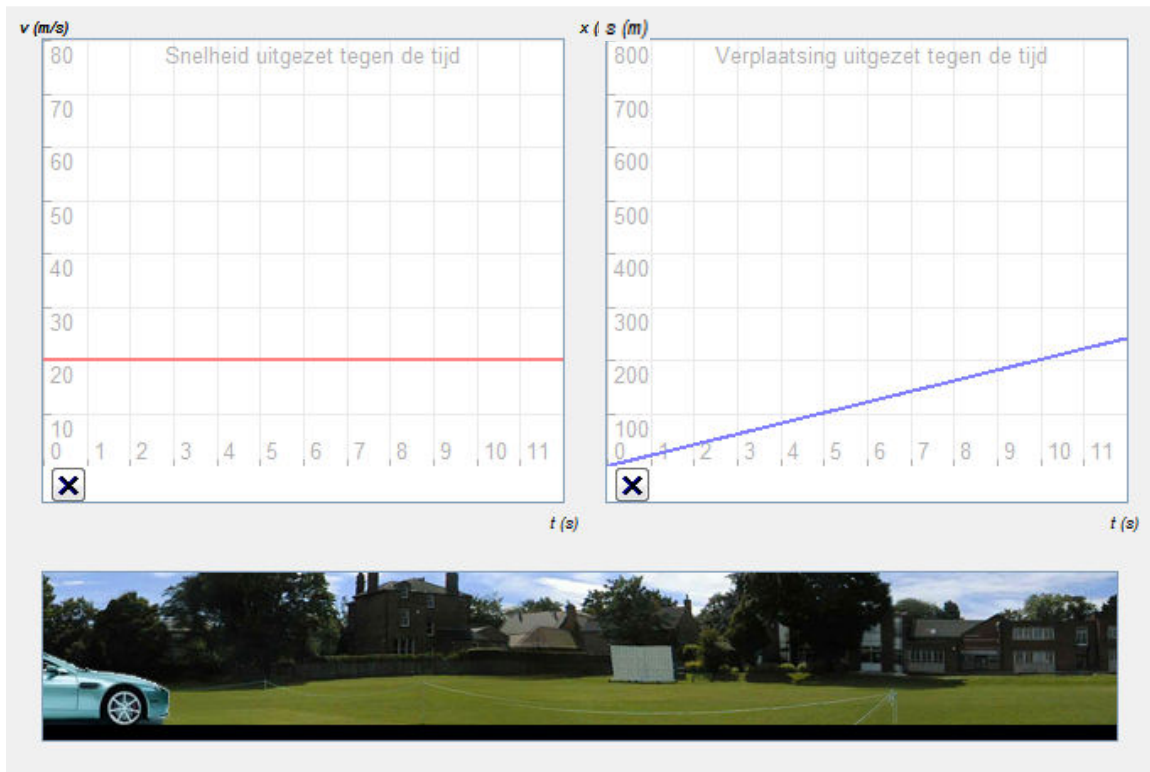 v (m/s)
Snelheid uitgezet tegen de tijd
80
70
60
50
40
30
20
10
0 1 2 3 4 5 6 7 8 9 10 11
t (s)
x ( s (m)
Verplaatsing uitgezet tegen de tijd
800
700
600
500
400
300
200
100
0 1 2 3 4 5 6 7 8 9 10 11
t (s)